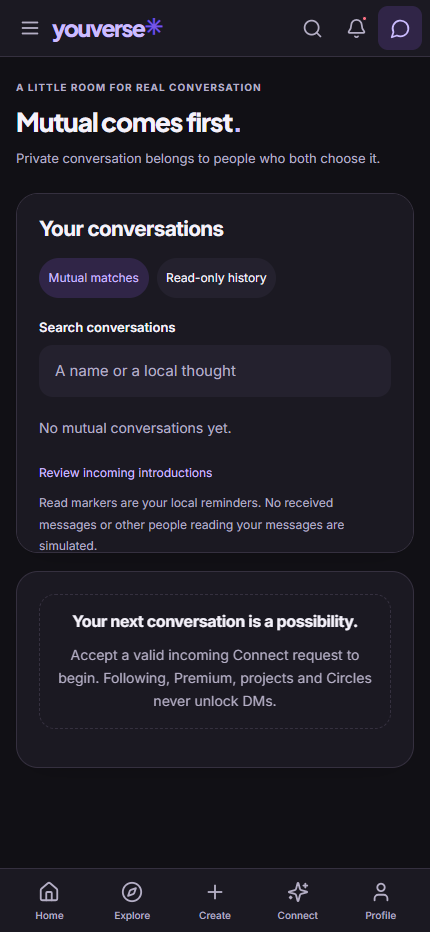 youverse
A LITTLE ROOM FOR REAL CONVERSATION
Mutual comes first.
Private conversation belongs to people who both choose it.
Your conversations
Mutual matches
Read-only history
Search conversations
A name or a local thought
No mutual conversations yet.
Review incoming introductions
Read markers are your local reminders. No received
messages or other people reading your messages are
simulated.
Your next conversation is a possibility.
Accept a valid incoming Connect request to
begin. Following, Premium, projects and Circles
never unlock DMs.
Home
Explore
Create
Connect
Profile